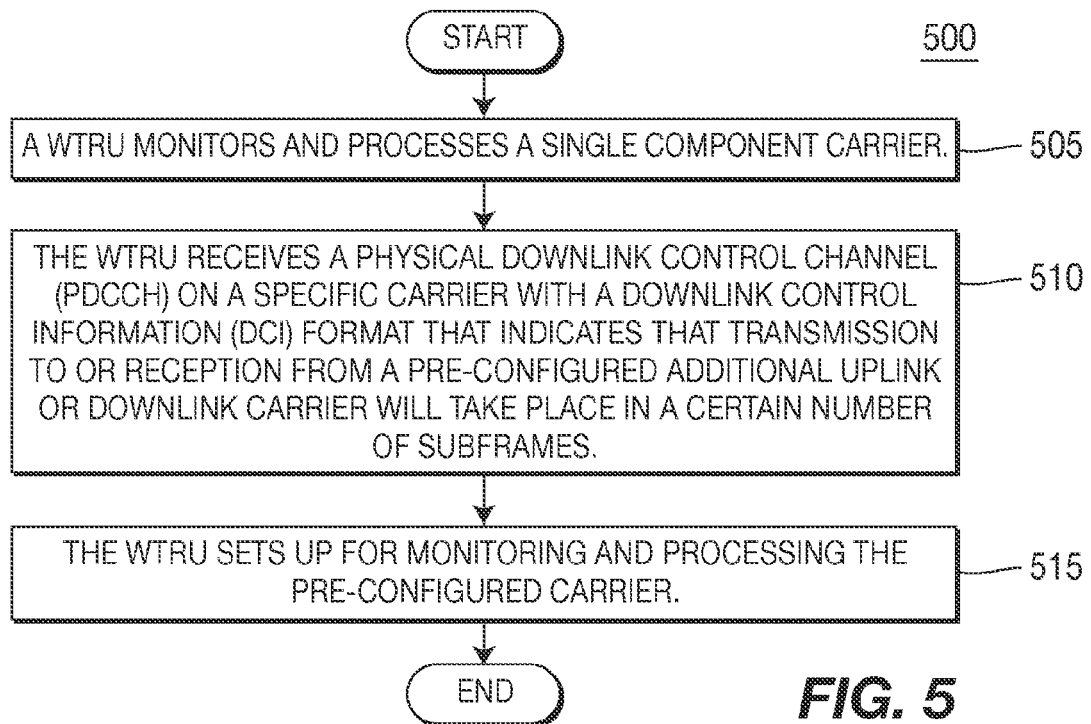 START
500
A WTRU MONITORS AND PROCESSES A SINGLE COMPONENT CARRIER.
505
THE WTRU RECEIVES A PHYSICAL DOWNLINK CONTROL CHANNEL
(PDCCH) ON A SPECIFIC CARRIER WITH A DOWNLINK CONTROL
INFORMATION (DCI) FORMAT THAT INDICATES THAT TRANSMISSION
TO OR RECEPTION FROM A PRE-CONFIGURED ADDITIONAL UPLINK
OR DOWNLINK CARRIER WILL TAKE PLACE IN A CERTAIN NUMBER
OF SUBFRAMES.
510
THE WTRU SETS UP FOR MONITORING AND PROCESSING THE
PRE-CONFIGURED CARRIER.
515
END
FIG. 5